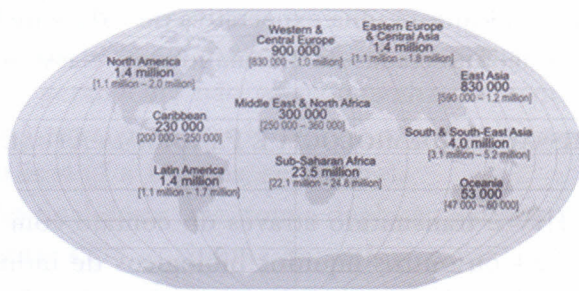 Western &
Central Europe
900 000
[830 000 – 1.0 million]
Eastern Europe
& Central Asia
1.4 million
[1.1 million – 1.8 million]
North America
1.4 million
[1.1 million – 2.0 million]
East Asia
830 000
[590 000 – 1.2 million]
Middle East & North Africa
300 000
[250 000 – 360 000]
Caribbean
230 000
[200 000 – 250 000]
South & South-East Asia
4.0 million
[3.1 million – 5.2 million]
Latin America
1.4 million
[1.1 million – 1.7 million]
Sub-Saharan Africa
23.5 million
[22.1 million – 24.8 million]
Oceania
53 000
[47 000 – 60 000]